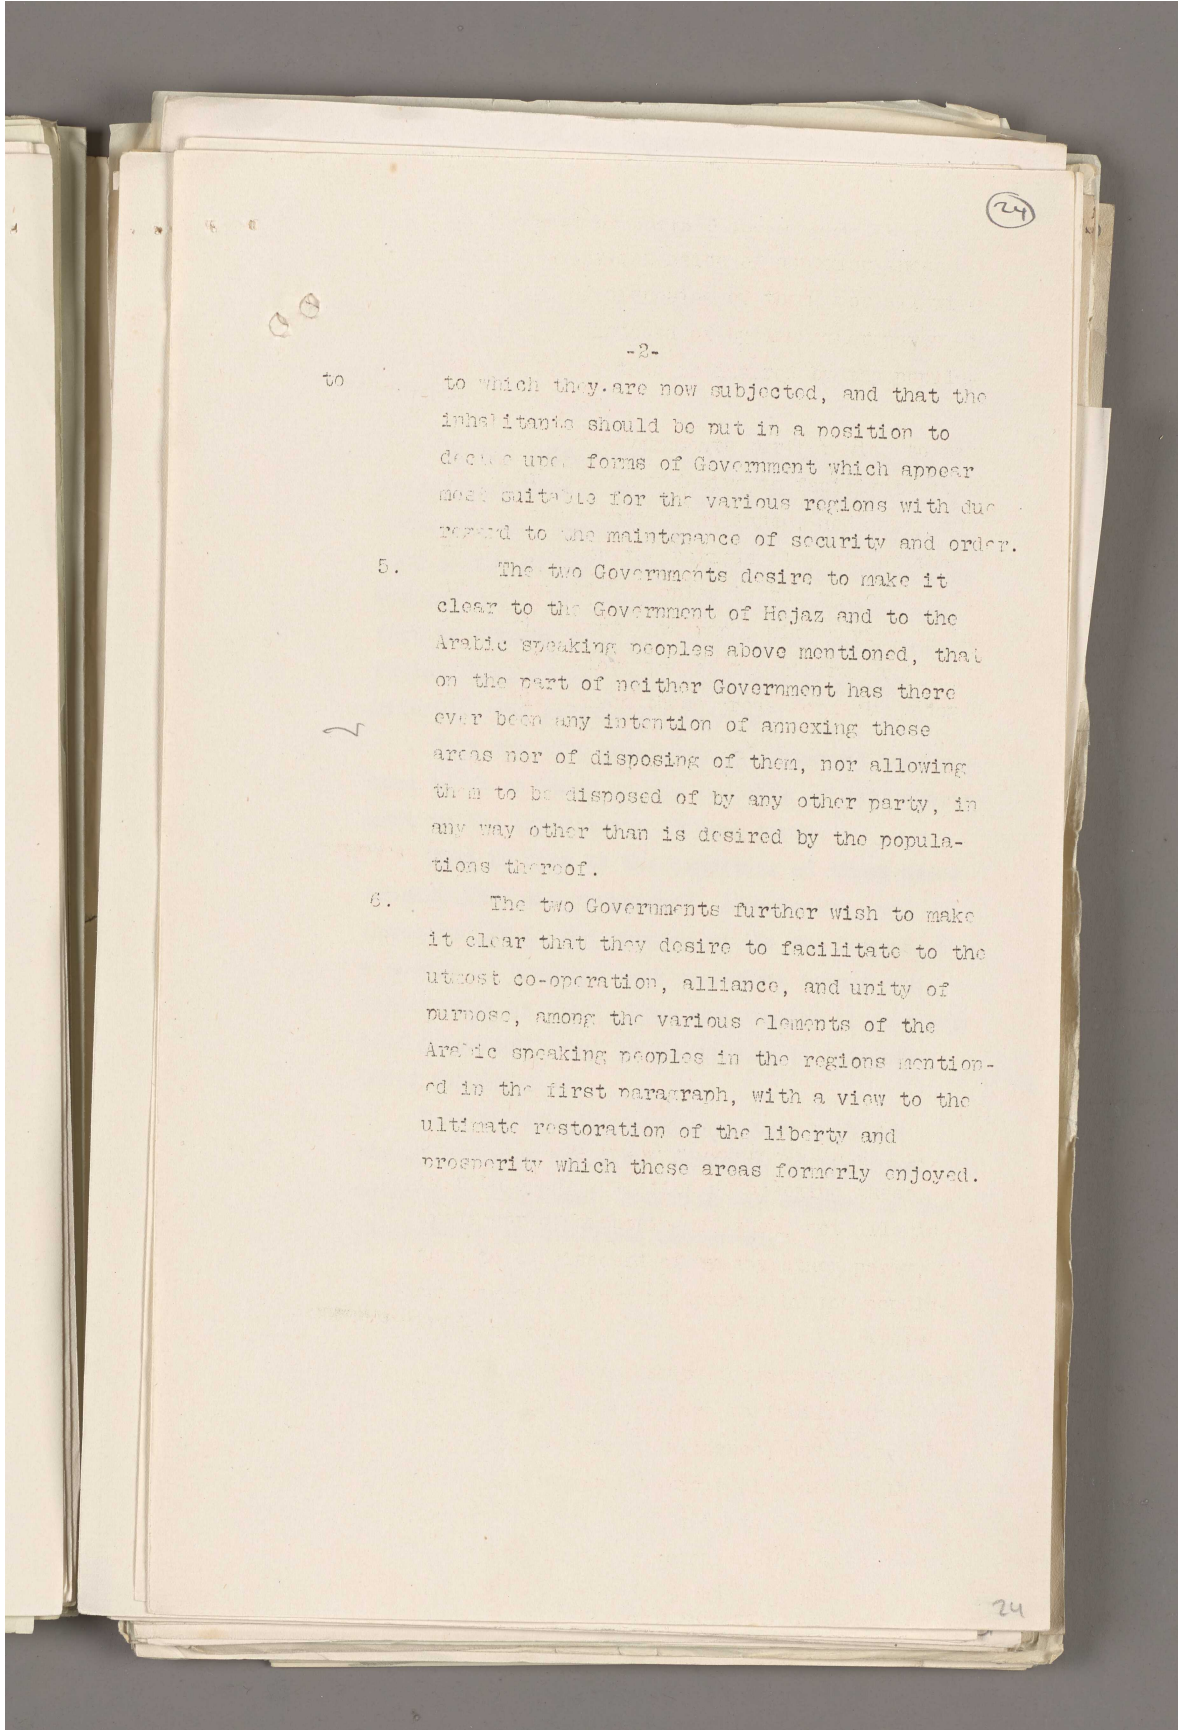 24
-2-
to to which they are now subjected, and that the
inhabitants should be put in a position to
decide upon forms of Government which appear
most suitable for the various regions with due
regard to the maintenance of security and order.
5. The two Governments desire to make it
clear to the Government of Hejaz and to the
Arabic speaking peoples above mentioned, that
on the part of neither Government has there
ever been any intention of annexing these
areas nor of disposing of them, nor allowing
them to be disposed of by any other party, in
any way other than is desired by the popula-
tions thereof.
6. The two Governments further wish to make
it clear that they desire to facilitate to the
utmost co-operation, alliance, and unity of
purpose, among the various elements of the
Arabic speaking peoples in the regions mention-
ed in the first paragraph, with a view to the
ultimate restoration of the liberty and
prosperity which these areas formerly enjoyed.
24